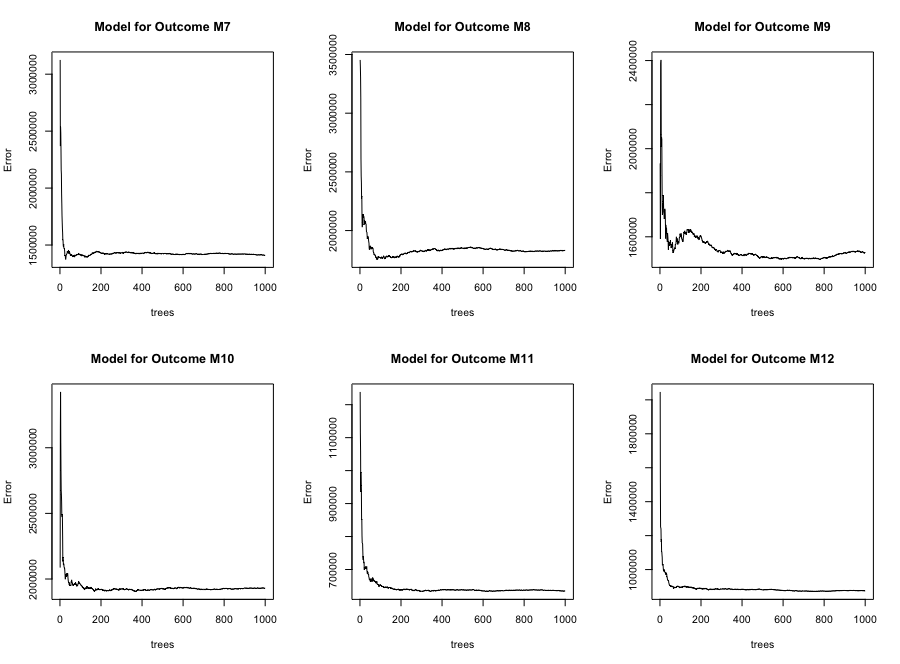 Model for Outcome M7
Error
1500000 2000000 2500000 3000000
0 200 400 600 800 1000
trees
Model for Outcome M8
Error
2000000 2500000 3000000 3500000
0 200 400 600 800 1000
trees
Model for Outcome M9
Error
1600000 2000000 2400000
0 200 400 600 800 1000
trees
Model for Outcome M10
Error
2000000 2500000 3000000
0 200 400 600 800 1000
trees
Model for Outcome M11
Error
700000 900000 1100000
0 200 400 600 800 1000
trees
Model for Outcome M12
Error
1000000 1400000 1800000
0 200 400 600 800 1000
trees